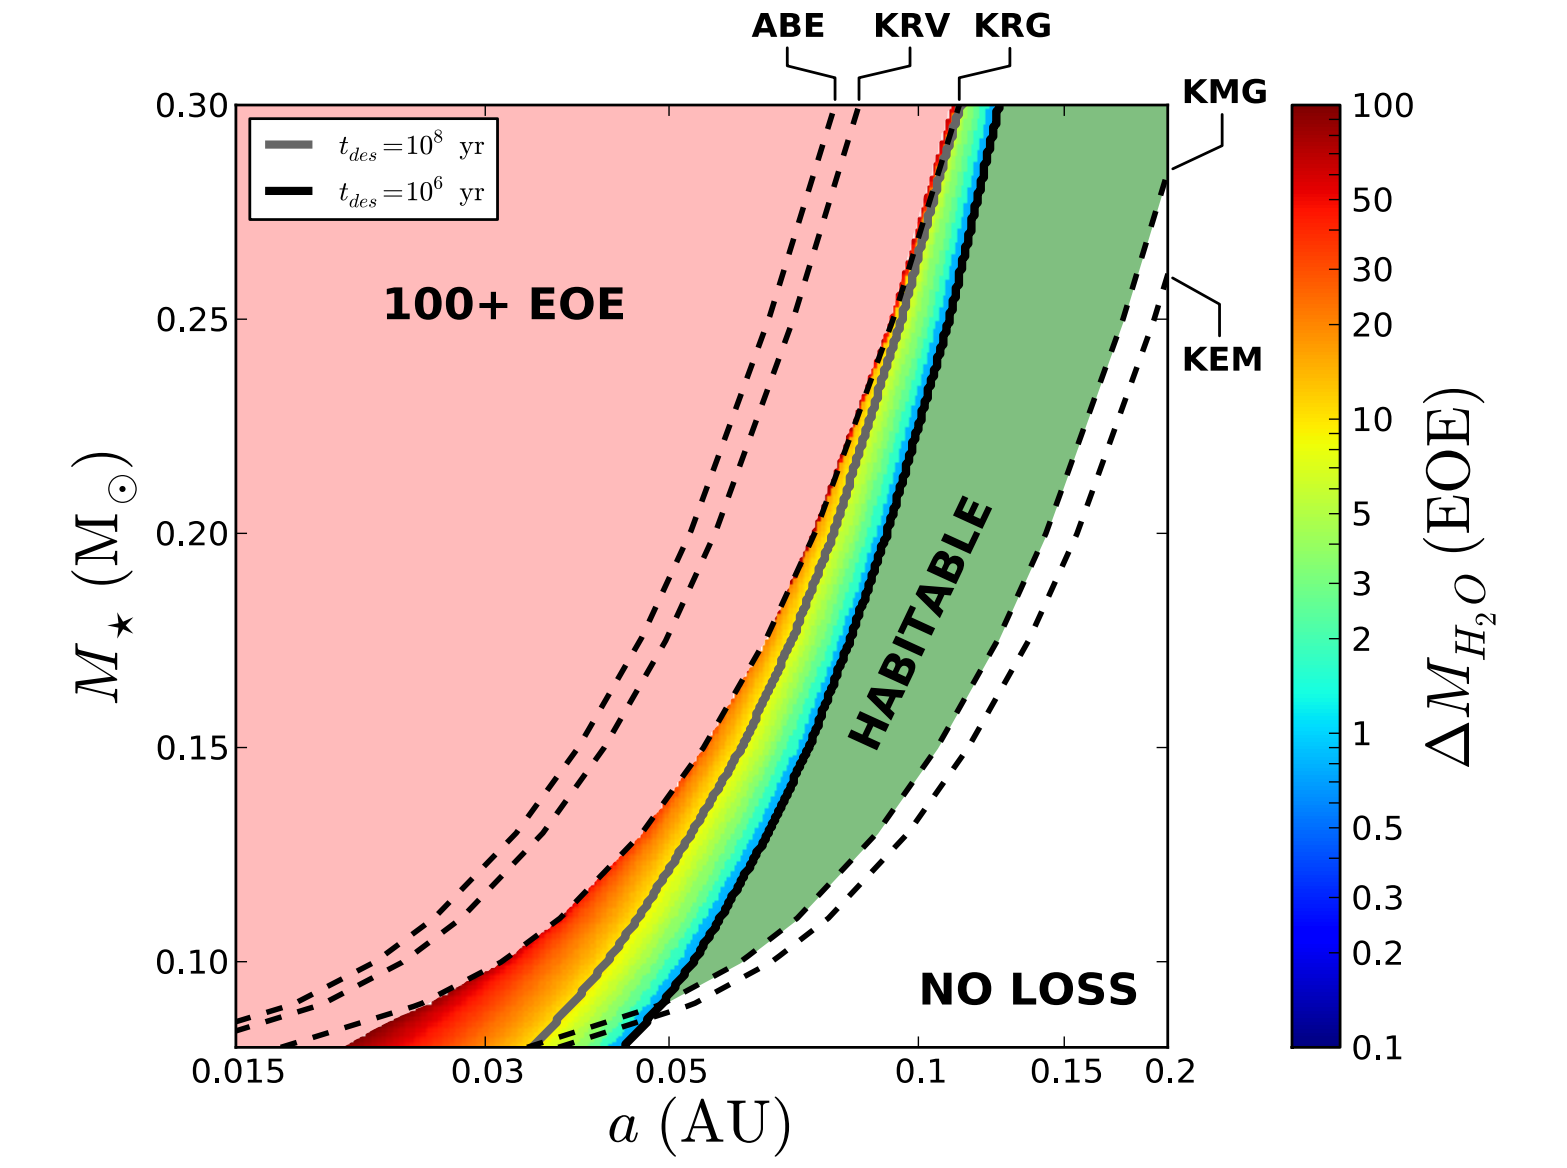 ABE KRV KRG
KMG
KEM
0.30
0.25
0.20
0.15
0.10
M⋆ (M⊙)
t_des=10^8 yr
t_des=10^6 yr
100+ EOE
HABITABLE
NO LOSS
0.015 0.03 0.05 0.1 0.15 0.2
a (AU)
100
50
30
20
10
5
3
2
1
0.5
0.3
0.2
0.1
ΔM_{H_2O} (EOE)